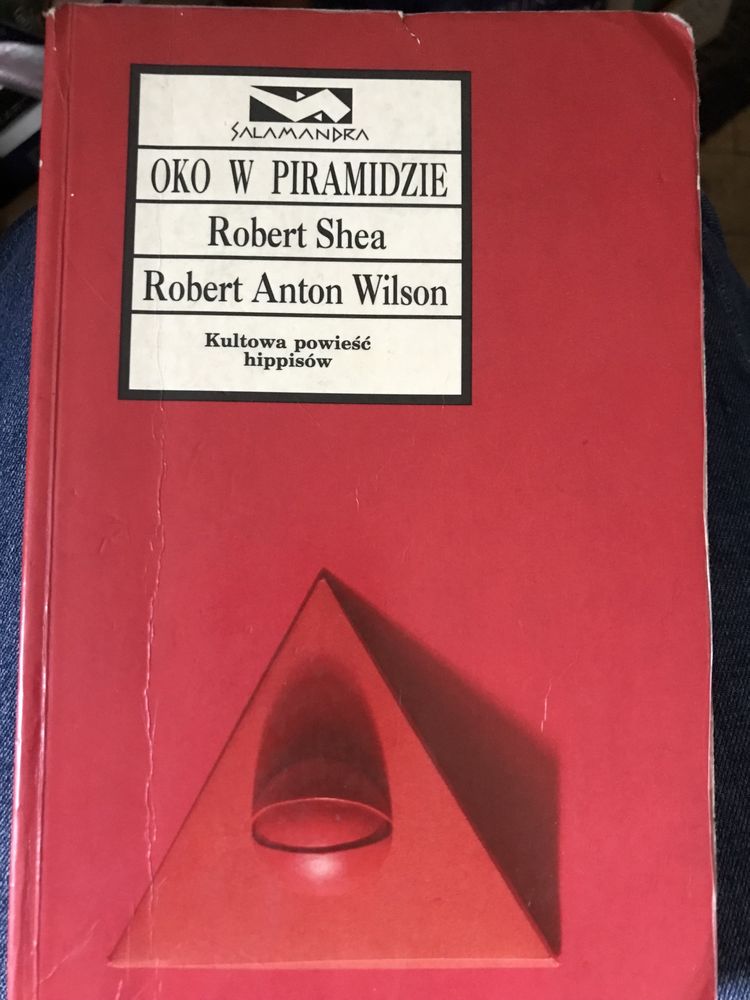 SALAMANDRA
OKO W PIRAMIDZIE
Robert Shea
Robert Anton Wilson
Kultowa powieść
hippisów